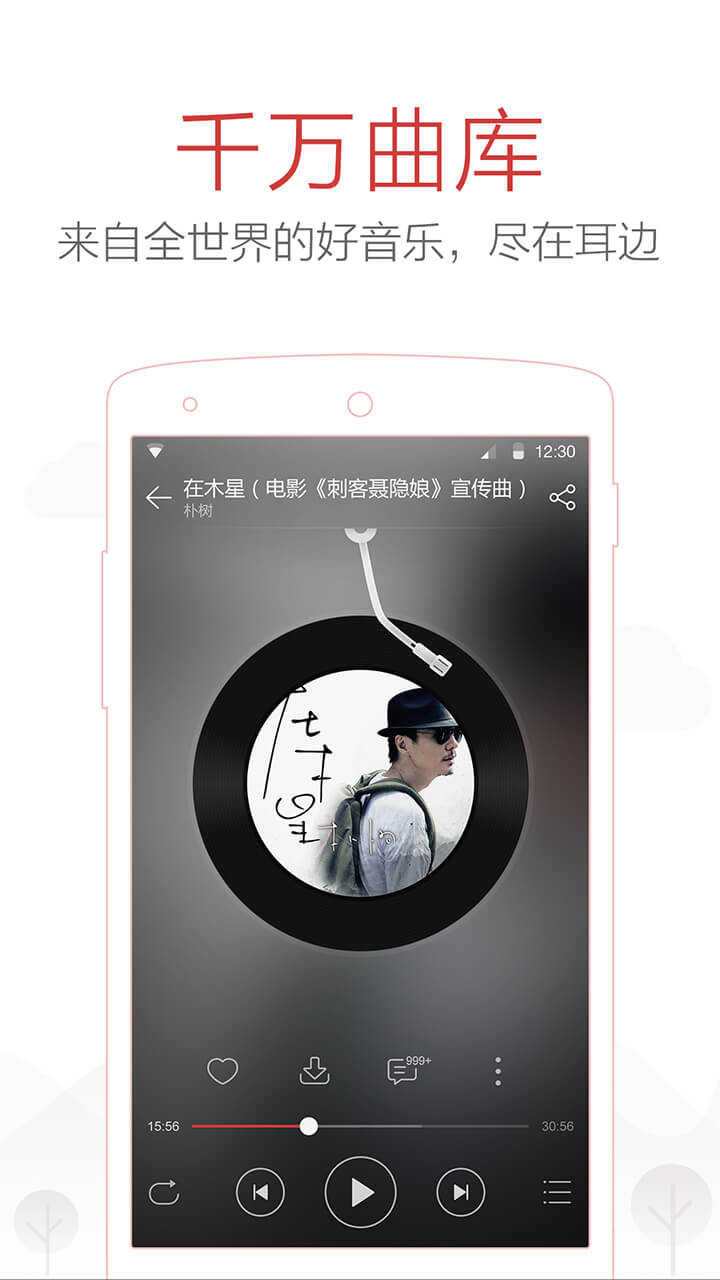 千万曲库
来自全世界的好音乐，尽在耳边
12:30
在木星（电影《刺客聂隐娘》宣传曲）
朴树
在木星
朴树
999+
15:56
30:56